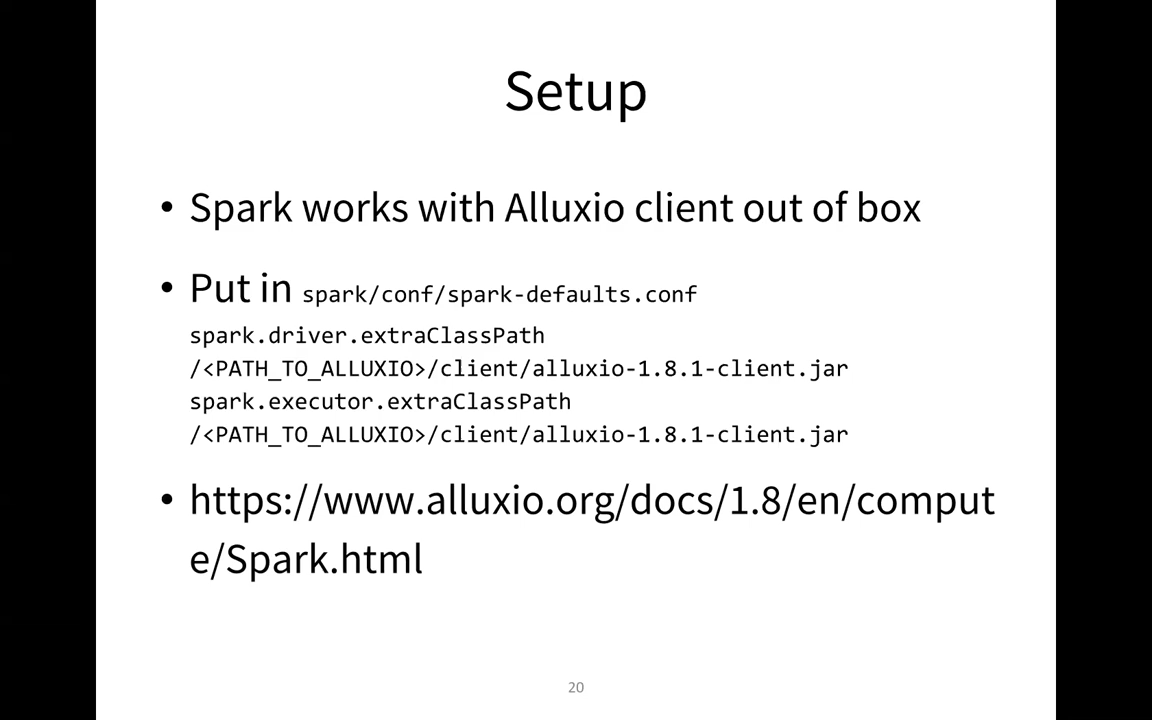 Setup
• Spark works with Alluxio client out of box
• Put in spark/conf/spark-defaults.conf
spark.driver.extraClassPath
/<PATH_TO_ALLUXIO>/client/alluxio-1.8.1-client.jar
spark.executor.extraClassPath
/<PATH_TO_ALLUXIO>/client/alluxio-1.8.1-client.jar
• https://www.alluxio.org/docs/1.8/en/comput
e/Spark.html
20